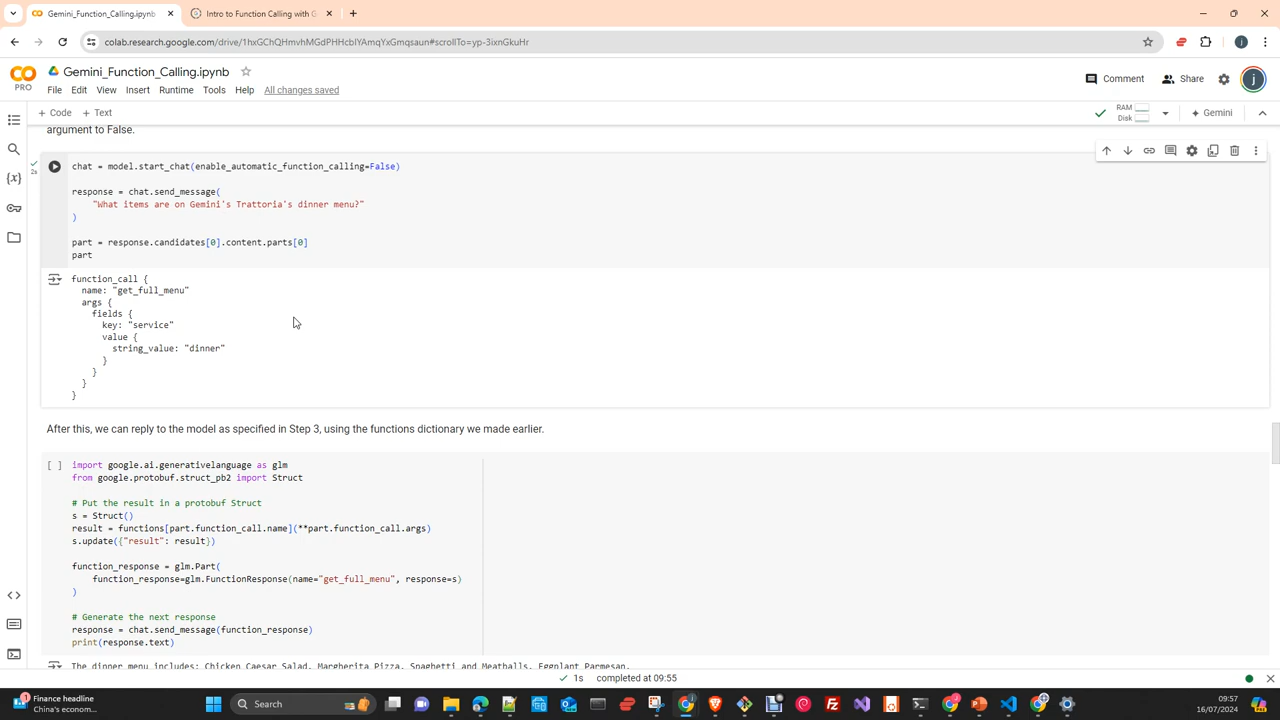 Gemini_Function_Calling.ipynb
Intro to Function Calling with G
colab.research.google.com/drive/1hxGChQHmvhMGdPHHcblYAmqYxGmqsaun#scrollTo=yp-3ixnGkuHr
j
PRO
Gemini_Function_Calling.ipynb
Comment
Share
j
File Edit View Insert Runtime Tools Help All changes saved
+ Code + Text
RAM
Disk
Gemini
argument to False.
2s
chat = model.start_chat(enable_automatic_function_calling=False)
response = chat.send_message(
"What items are on Gemini's Trattoria's dinner menu?"
)
part = response.candidates[0].content.parts[0]
part
function_call {
name: "get_full_menu"
args {
fields {
key: "service"
value {
string_value: "dinner"
}
}
}
}
After this, we can reply to the model as specified in Step 3, using the functions dictionary we made earlier.
[ ]
import google.ai.generativelanguage as glm
from google.protobuf.struct_pb2 import Struct
# Put the result in a protobuf Struct
s = Struct()
result = functions[part.function_call.name](**part.function_call.args)
s.update({"result": result})
function_response = glm.Part(
function_response=glm.FunctionResponse(name="get_full_menu", response=s)
)
# Generate the next response
response = chat.send_message(function_response)
print(response.text)
The dinner menu includes: Chicken Caesar Salad, Margherita Pizza, Spaghetti and Meatballs, Eggplant Parmesan.
1s completed at 09:55
Finance headline
China's econom...
Search
09:57
16/07/2024